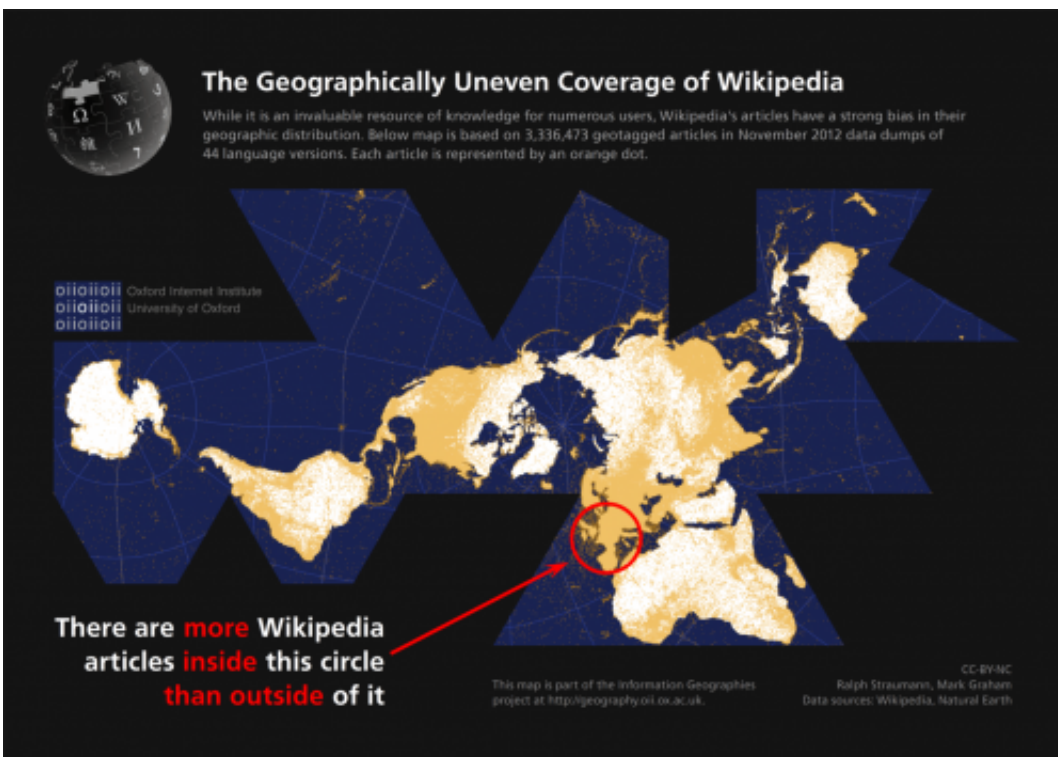 The Geographically Uneven Coverage of Wikipedia
While it is an invaluable resource of knowledge for numerous users, Wikipedia's articles have a strong bias in their
geographic distribution. Below map is based on 3,336,473 geotagged articles in November 2012 data dumps of
44 language versions. Each article is represented by an orange dot.
oiioiioii
oiioiioii
oiioiioii
Oxford Internet Institute
University of Oxford
There are more Wikipedia
articles inside this circle
than outside of it
This map is part of the Information Geographies
project at http://geography.oii.ox.ac.uk.
CC-BY-NC
Ralph Straumann, Mark Graham
Data sources: Wikipedia, Natural Earth